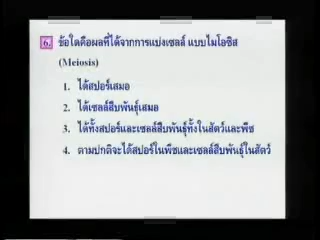 6. ข้อใดคือผลที่ได้จากการแบ่งเซลล์ แบบไมโอซิส
(Meiosis)
1. ได้สปอร์เสมอ
2. ได้เซลล์สืบพันธุ์เสมอ
3. ได้ทั้งสปอร์และเซลล์สืบพันธุ์ทั้งในสัตว์และพืช
4. ตามปกติจะได้สปอร์ในพืชและเซลล์สืบพันธุ์ในสัตว์